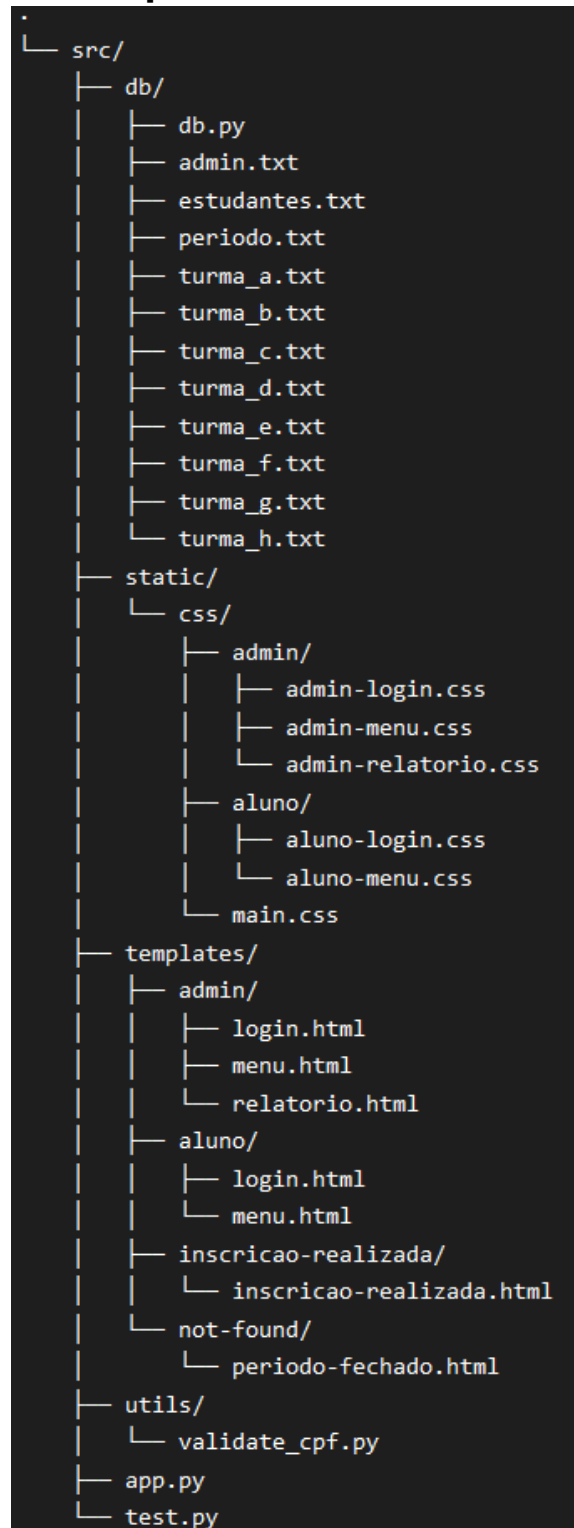 .
└── src/
    ├── db/
    │   ├── db.py
    │   ├── admin.txt
    │   ├── estudantes.txt
    │   ├── periodo.txt
    │   ├── turma_a.txt
    │   ├── turma_b.txt
    │   ├── turma_c.txt
    │   ├── turma_d.txt
    │   ├── turma_e.txt
    │   ├── turma_f.txt
    │   ├── turma_g.txt
    │   └── turma_h.txt
    ├── static/
    │   └── css/
    │       ├── admin/
    │       │   ├── admin-login.css
    │       │   ├── admin-menu.css
    │       │   └── admin-relatorio.css
    │       ├── aluno/
    │       │   ├── aluno-login.css
    │       │   └── aluno-menu.css
    │       └── main.css
    ├── templates/
    │   ├── admin/
    │   │   ├── login.html
    │   │   ├── menu.html
    │   │   └── relatorio.html
    │   ├── aluno/
    │   │   ├── login.html
    │   │   └── menu.html
    │   ├── inscricao-realizada/
    │   │   └── inscricao-realizada.html
    │   └── not-found/
    │       └── periodo-fechado.html
    ├── utils/
    │   └── validate_cpf.py
    ├── app.py
    └── test.py